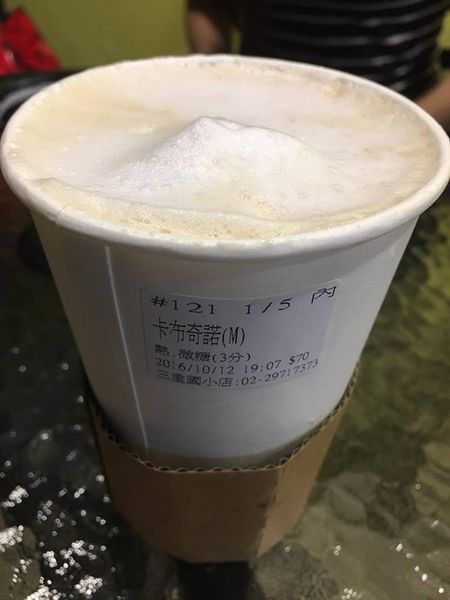 #121 1/5 內
卡布奇諾(M)
熱.微糖(3分)
2016/10/12 19:07 $70
三重國小店:02-29717373